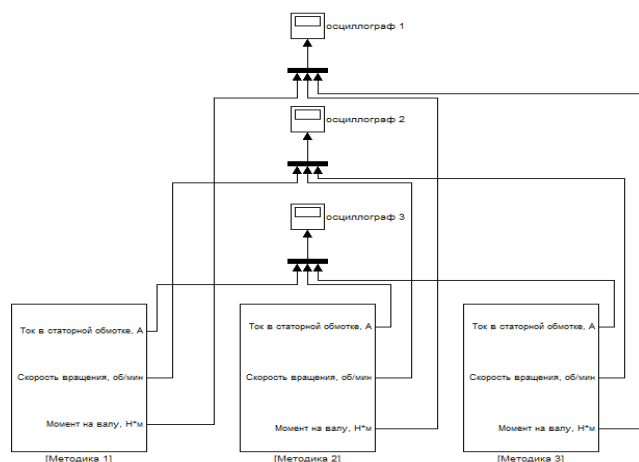 осциллограф 1
осциллограф 2
осциллограф 3
Ток в статорной обмотке, А
Скорость вращения, об/мин
Момент на валу, Н*м
[Методика 1]
Ток в статорной обмотке, А
Скорость вращения, об/мин
Момент на валу, Н*м
[Методика 2]
Ток в статорной обмотке, А
Скорость вращения, об/мин
Момент на валу, Н*м
[Методика 3]